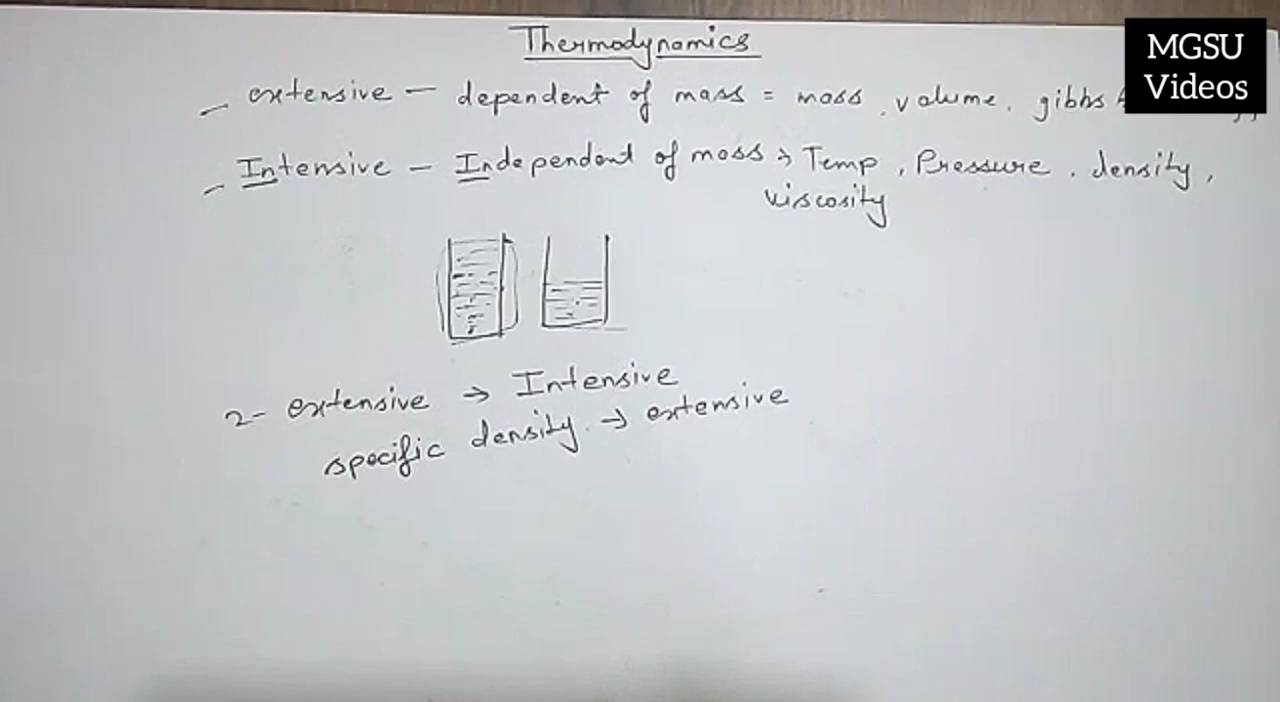 Thermodynamics
MGSU
Videos
– extensive – dependent of mass = mass, volume, gibbs
– Intensive – Independent of mass → Temp, Pressure, density,
viscosity
2- extensive → Intensive
specific density → extensive